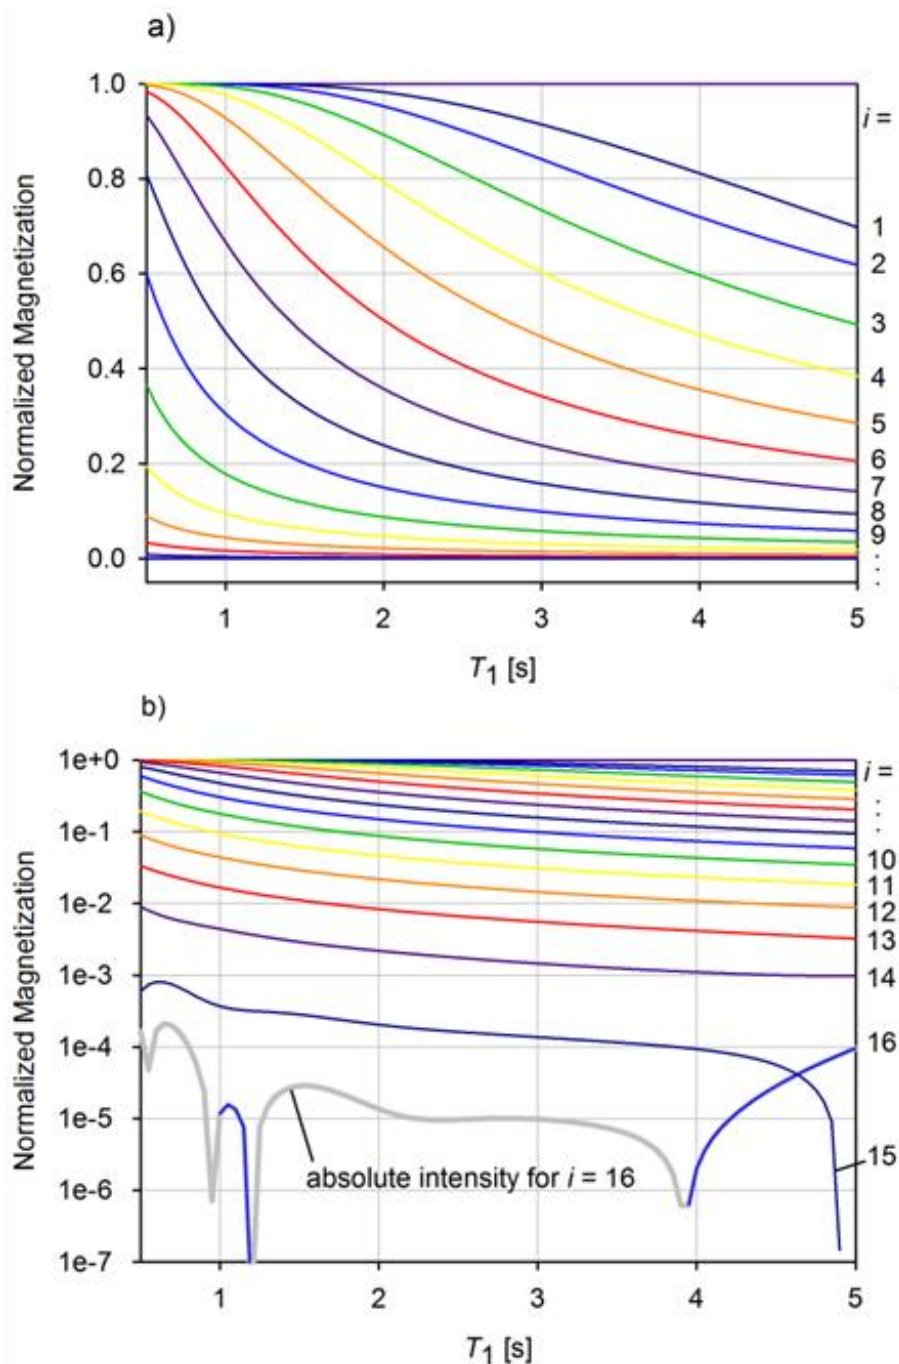 a)
1.0
0.8
0.6
0.4
0.2
0.0
Normalized Magnetization
i =
1
2
3
4
5
6
7
8
9
.
.
.
1 2 3 4 5
T1 [s]
b)
1e+0
1e-1
1e-2
1e-3
1e-4
1e-5
1e-6
1e-7
Normalized Magnetization
i =
.
.
.
10
11
12
13
14
16
15
absolute intensity for i = 16
1 2 3 4 5
T1 [s]